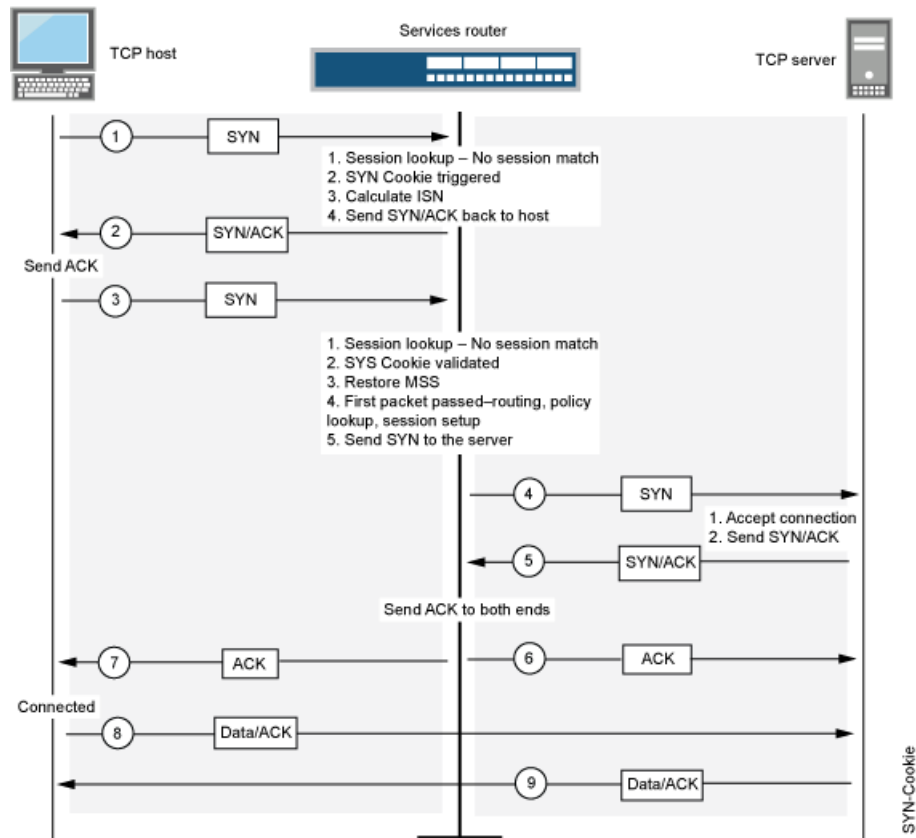 TCP host
Services router
TCP server
1
SYN
1. Session lookup – No session match
2. SYN Cookie triggered
3. Calculate ISN
4. Send SYN/ACK back to host
2
SYN/ACK
Send ACK
3
SYN
1. Session lookup – No session match
2. SYS Cookie validated
3. Restore MSS
4. First packet passed–routing, policy
lookup, session setup
5. Send SYN to the server
4
SYN
1. Accept connection
2. Send SYN/ACK
5
SYN/ACK
Send ACK to both ends
7
ACK
6
ACK
Connected
8
Data/ACK
9
Data/ACK
SYN-Cookie